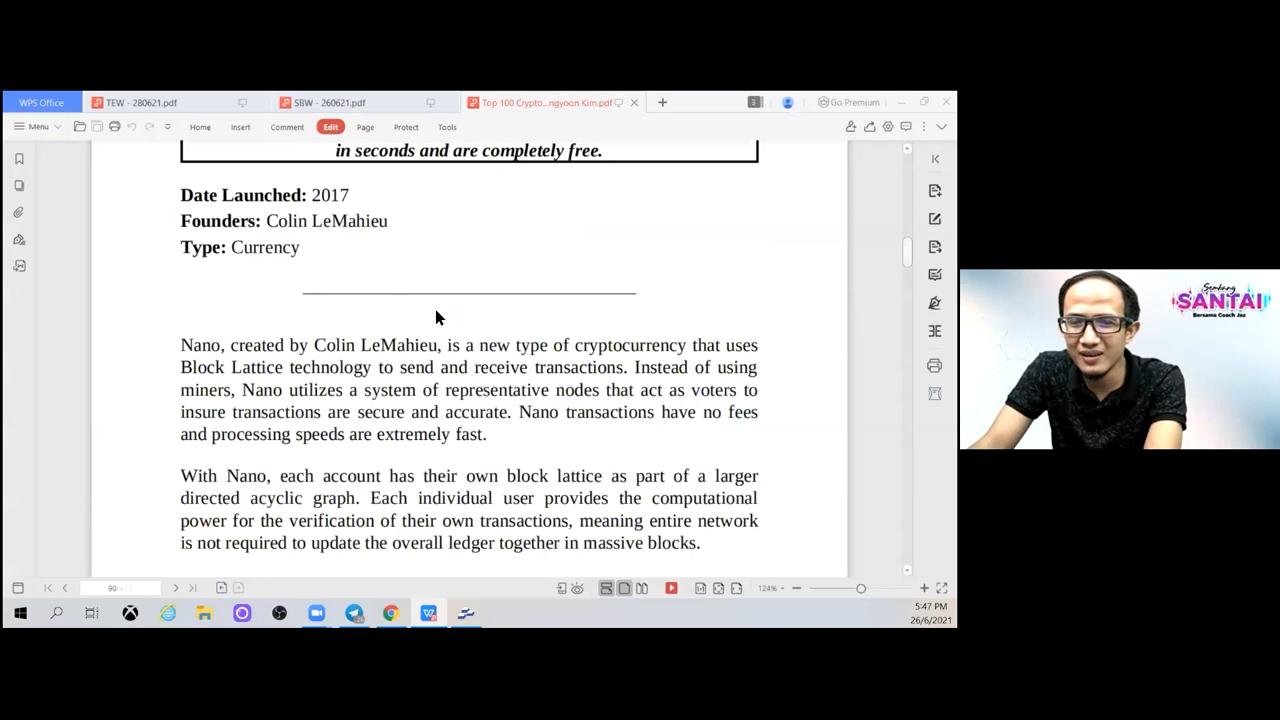 WPS Office
TEW - 280621.pdf
SBW - 260621.pdf
Top 100 Crypto...ngyoon Kim.pdf
3
Go Premium
Menu
Home
Insert
Comment
Edit
Page
Protect
Tools
in seconds and are completely free.
Date Launched: 2017
Founders: Colin LeMahieu
Type: Currency
Nano, created by Colin LeMahieu, is a new type of cryptocurrency that uses
Block Lattice technology to send and receive transactions. Instead of using
miners, Nano utilizes a system of representative nodes that act as voters to
insure transactions are secure and accurate. Nano transactions have no fees
and processing speeds are extremely fast.
With Nano, each account has their own block lattice as part of a larger
directed acyclic graph. Each individual user provides the computational
power for the verification of their own transactions, meaning entire network
is not required to update the overall ledger together in massive blocks.
Sembang
SANTAI
Bersama Coach Jaz
90
124%
5:47 PM
26/6/2021